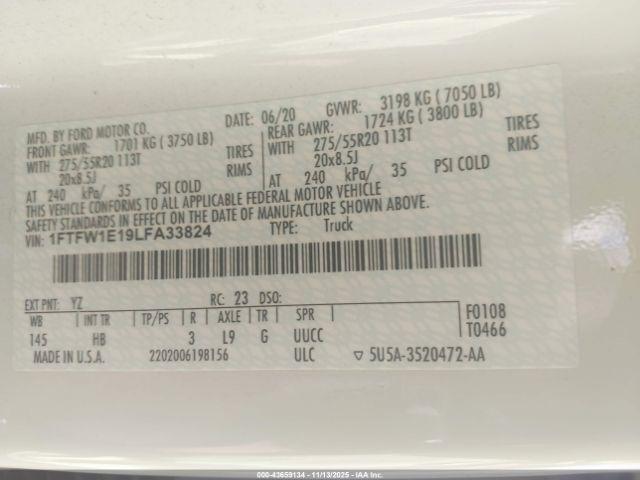 MFD. BY FORD MOTOR CO. DATE: 06/20 GVWR: 3198 KG ( 7050 LB)
FRONT GAWR: 1701 KG ( 3750 LB) REAR GAWR: 1724 KG ( 3800 LB)
WITH 275/55R20 113T TIRES WITH 275/55R20 113T TIRES
20x8.5J RIMS 20x8.5J RIMS
AT 240 kPa/ 35 PSI COLD AT 240 kPa/ 35 PSI COLD
THIS VEHICLE CONFORMS TO ALL APPLICABLE FEDERAL MOTOR VEHICLE
SAFETY STANDARDS IN EFFECT ON THE DATE OF MANUFACTURE SHOWN ABOVE.
VIN: 1FTFW1E19LFA33824 TYPE: Truck
EXT PNT: YZ RC: 23 DSO:
WB INT TR TP/PS R AXLE TR SPR F0108
145 HB 3 L9 G UUCC T0466
MADE IN U.S.A. 2202006198156 ULC ▽ 5U5A-3520472-AA
000-43659134 - 11/13/2025 - IAAI, Inc.